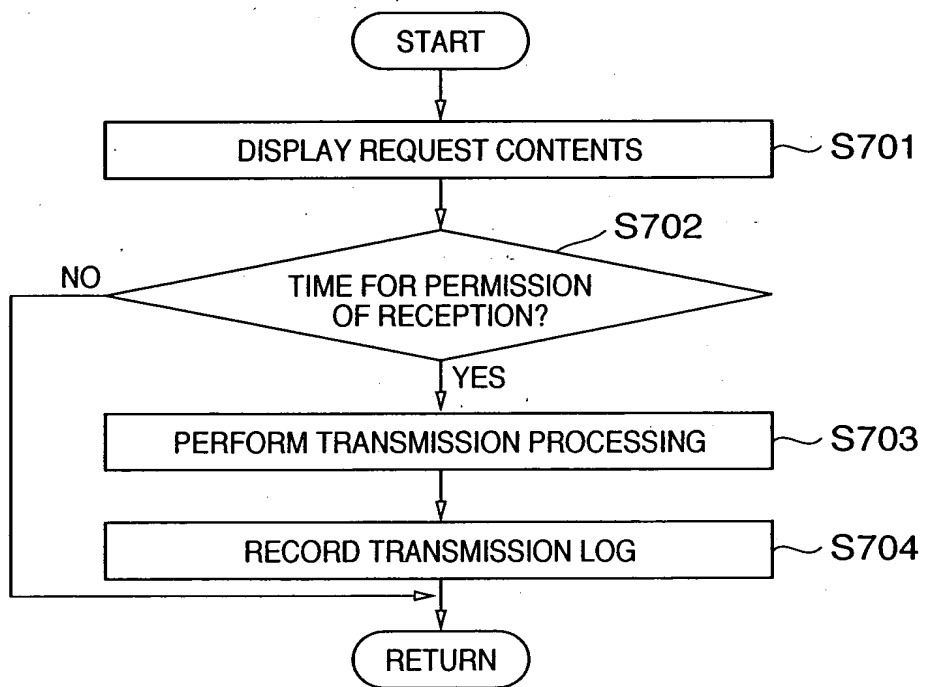 START
DISPLAY REQUEST CONTENTS
S701
S702
NO
TIME FOR PERMISSION
OF RECEPTION?
YES
PERFORM TRANSMISSION PROCESSING
S703
RECORD TRANSMISSION LOG
S704
RETURN